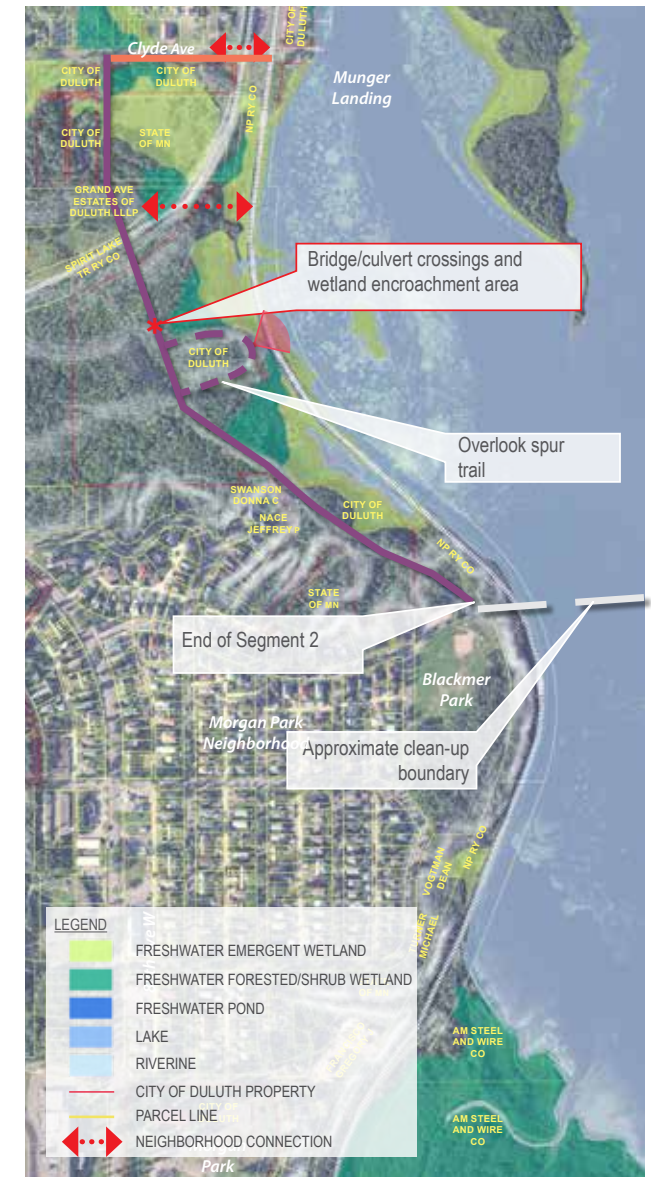 Clyde Ave
CITY OF
DULUTH
Munger
Landing
CITY OF
DULUTH
CITY OF
DULUTH
NP RY CO
CITY OF
DULUTH
STATE
OF MN
GRAND AVE
ESTATES OF
DULUTH LLLP
SPIRIT LAKE
TR RY CO
Bridge/culvert crossings and
wetland encroachment area
CITY OF
DULUTH
Overlook spur
trail
SWANSON
DONNA C
NACE
JEFFREY P
CITY OF
DULUTH
NP RY CO
STATE
OF MN
End of Segment 2
Blackmer
Park
Morgan Park
Neighborhood
Approximate clean-up
boundary
VOGTMAN
DEAN
NP RY CO
MICHAEL
LEGEND
FRESHWATER EMERGENT WETLAND
FRESHWATER FORESTED/SHRUB WETLAND
FRESHWATER POND
LAKE
RIVERINE
CITY OF DULUTH PROPERTY
PARCEL LINE
NEIGHBORHOOD CONNECTION
Park
AM STEEL
AND WIRE
CO
AM STEEL
AND WIRE
CO